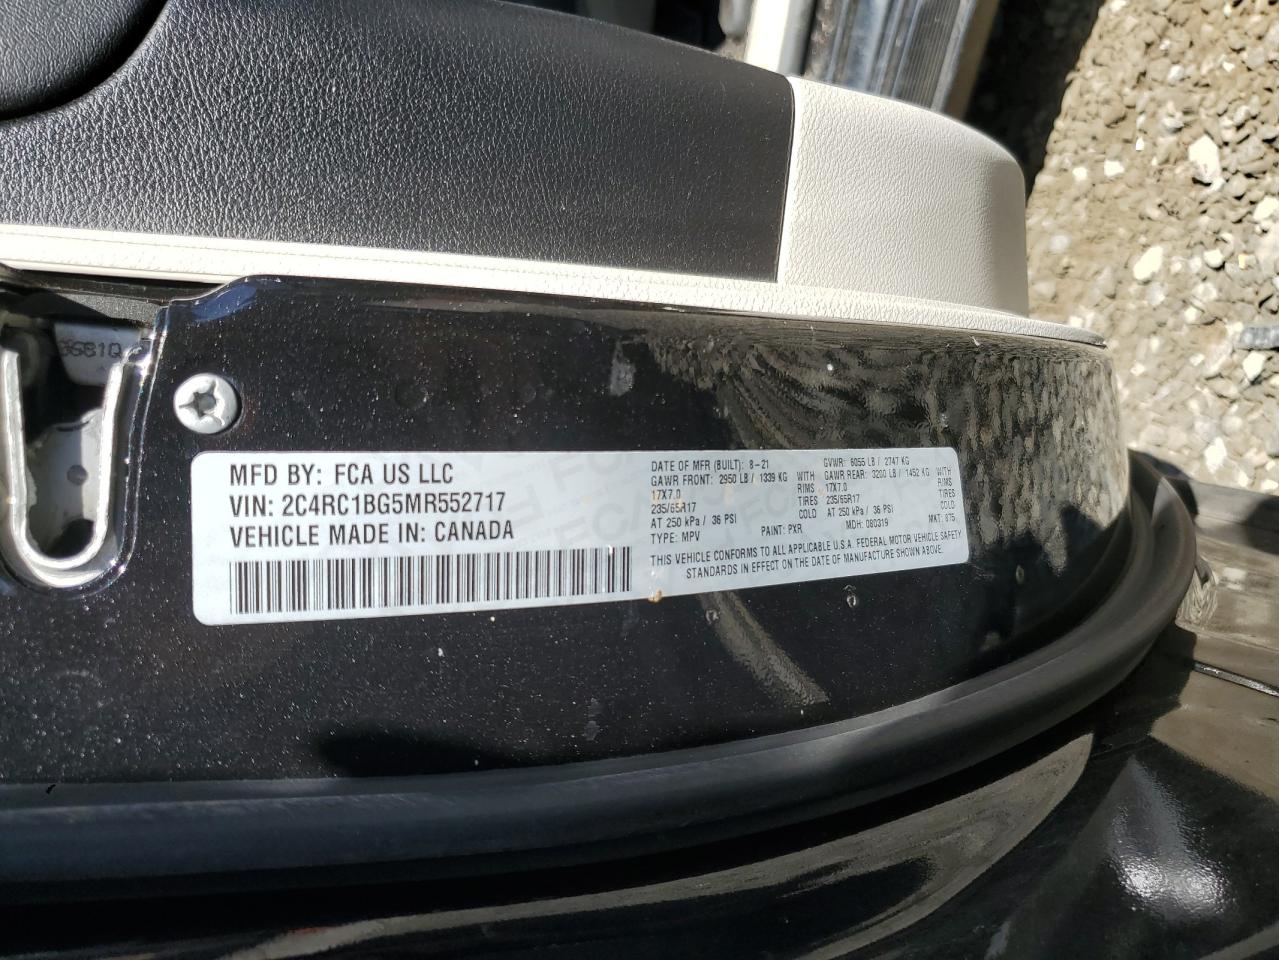 MFD BY: FCA US LLC
VIN: 2C4RC1BG5MR552717
VEHICLE MADE IN: CANADA
DATE OF MFR (BUILT): 8-21 GVWR: 6055 LB / 2747 KG
GAWR FRONT: 2950 LB / 1339 KG WITH GAWR REAR: 3200 LB / 1452 KG WITH
17X7.0 RIMS 17X7.0 RIMS
235/65R17 TIRES 235/65R17 TIRES
AT 250 kPa / 36 PSI COLD AT 250 kPa / 36 PSI COLD
TYPE: MPV PAINT: PXR MDH: 080319 MKT: 875
THIS VEHICLE CONFORMS TO ALL APPLICABLE U.S.A. FEDERAL MOTOR VEHICLE SAFETY
STANDARDS IN EFFECT ON THE DATE OF MANUFACTURE SHOWN ABOVE.